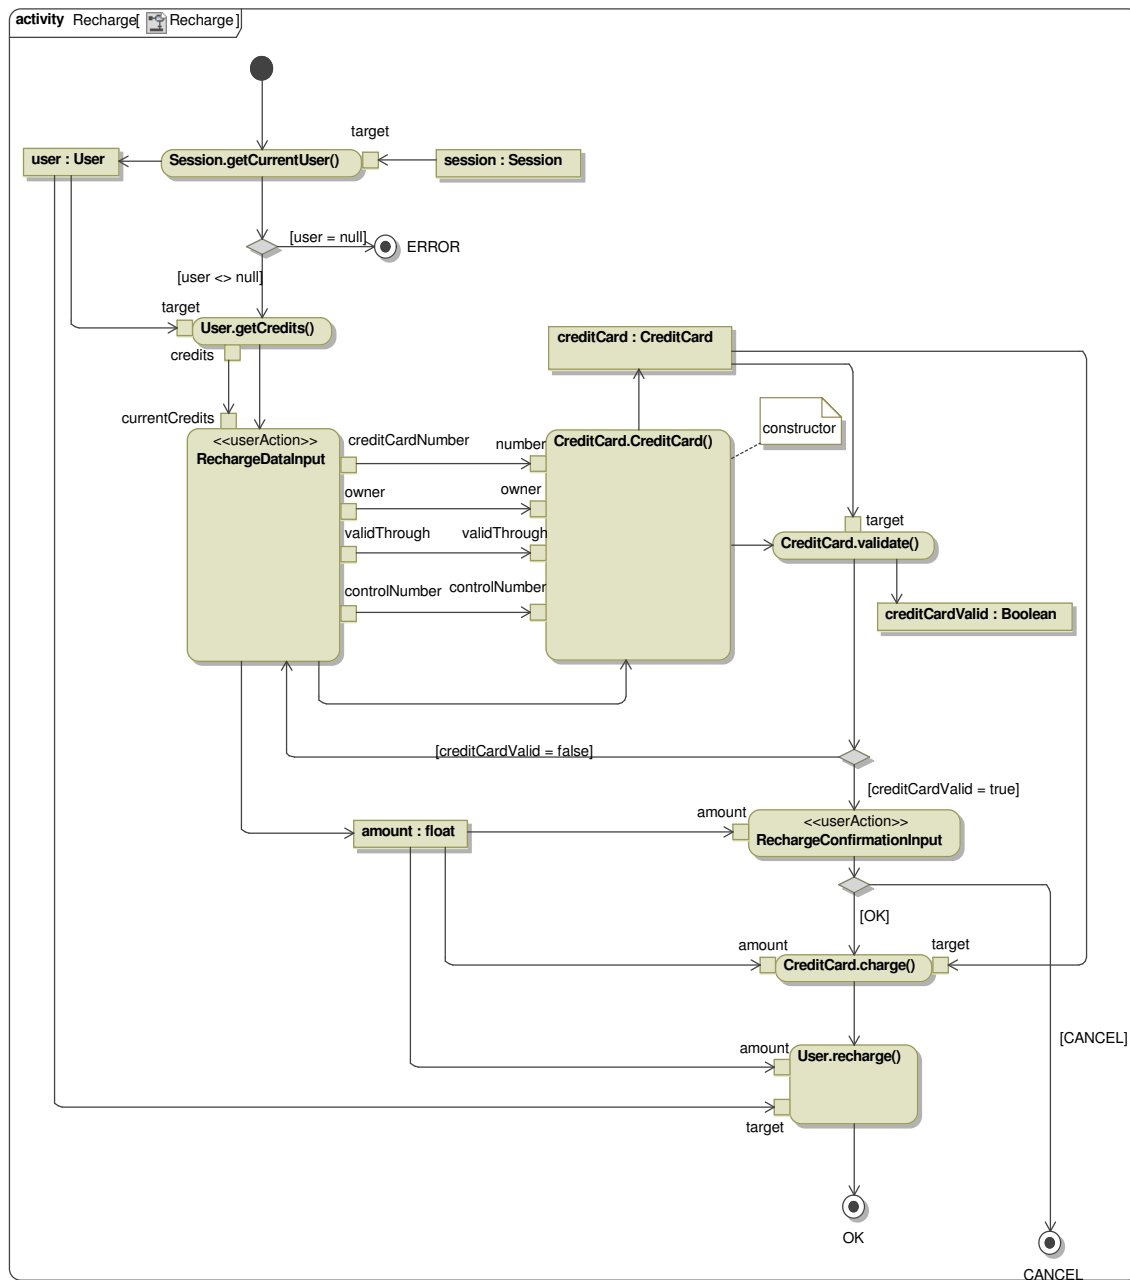 activity Recharge[ Recharge ]
target
user : User
Session.getCurrentUser()
session : Session
[user = null]
ERROR
[user <> null]
target
User.getCredits()
credits
creditCard : CreditCard
currentCredits
constructor
<<userAction>>
RechargeDataInput
creditCardNumber
number
CreditCard.CreditCard()
owner
owner
validThrough
validThrough
controlNumber
controlNumber
target
CreditCard.validate()
creditCardValid : Boolean
[creditCardValid = false]
[creditCardValid = true]
amount
amount : float
<<userAction>>
RechargeConfirmationInput
[OK]
amount
target
CreditCard.charge()
[CANCEL]
amount
User.recharge()
target
OK
CANCEL